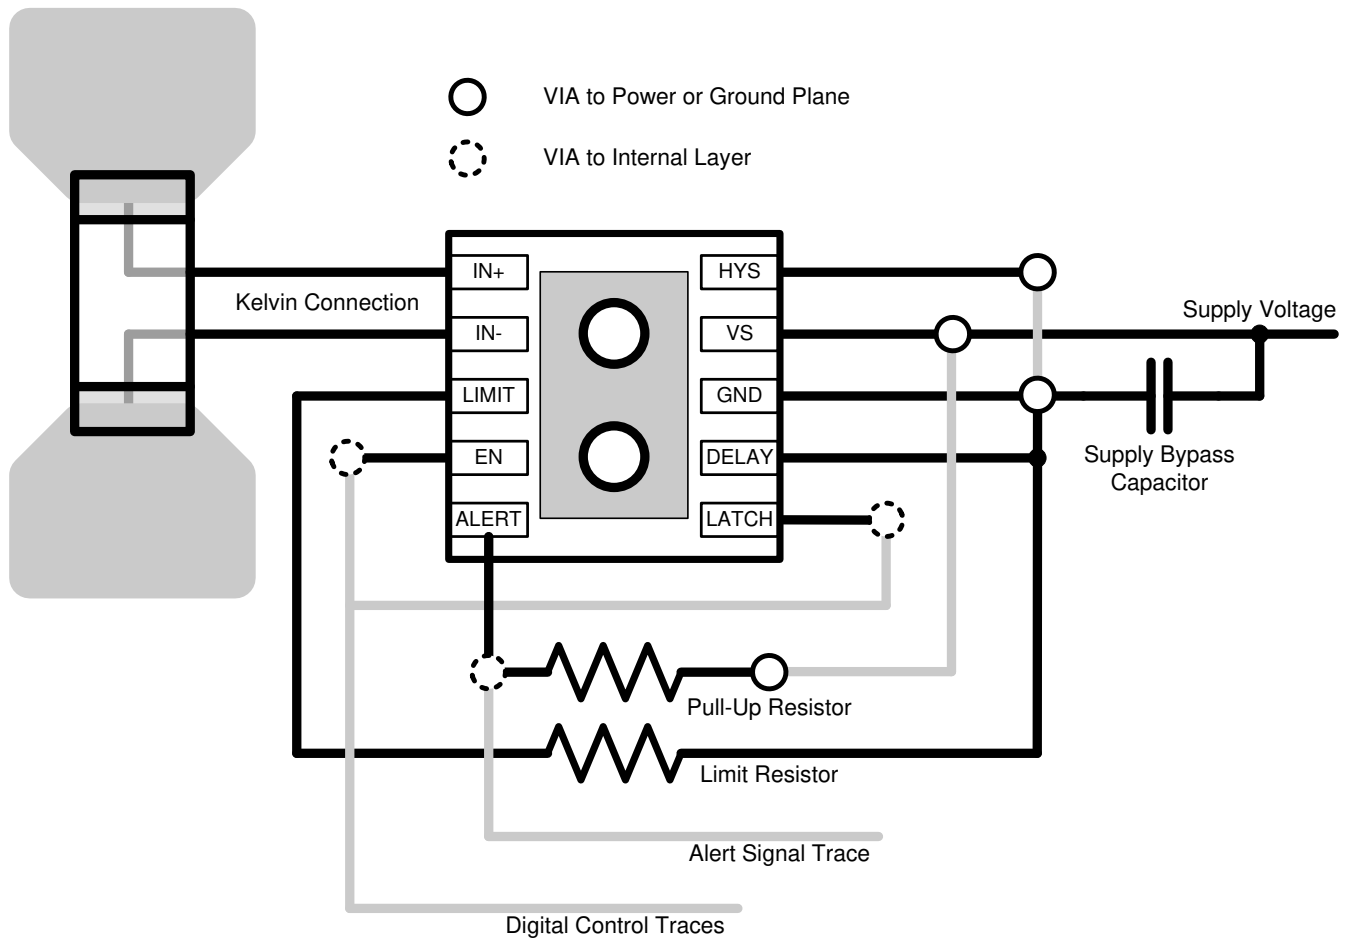 VIA to Power or Ground Plane
VIA to Internal Layer
IN+
HYS
Kelvin Connection
Supply Voltage
IN-
VS
LIMIT
GND
EN
DELAY
Supply Bypass
Capacitor
ALERT
LATCH
Pull-Up Resistor
Limit Resistor
Alert Signal Trace
Digital Control Traces